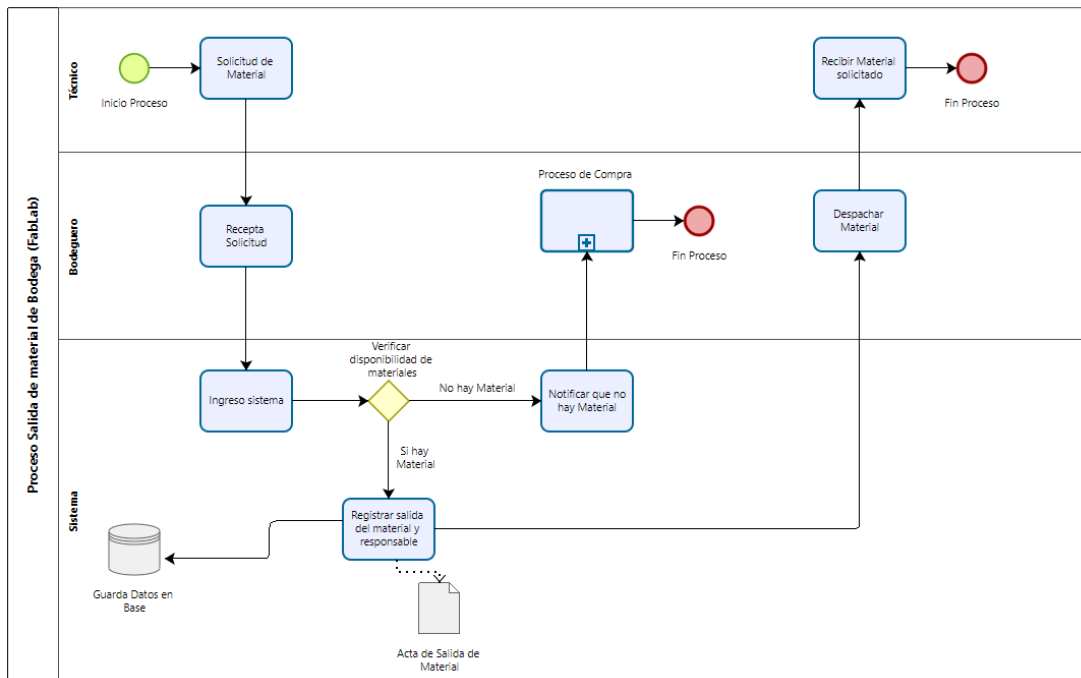 Proceso Salida de material de Bodega (FabLab)
Técnico
Inicio Proceso
Solicitud de
Material
Recibir Material
solicitado
Fin Proceso
Bodeguero
Recepta
Solicitud
Proceso de Compra
Fin Proceso
Despachar
Material
Sistema
Ingreso sistema
Verificar
disponibilidad de
materiales
No hay Material
Notificar que no
hay Material
Si hay
Material
Registrar salida
del material y
responsable
Guarda Datos en
Base
Acta de Salida de
Material